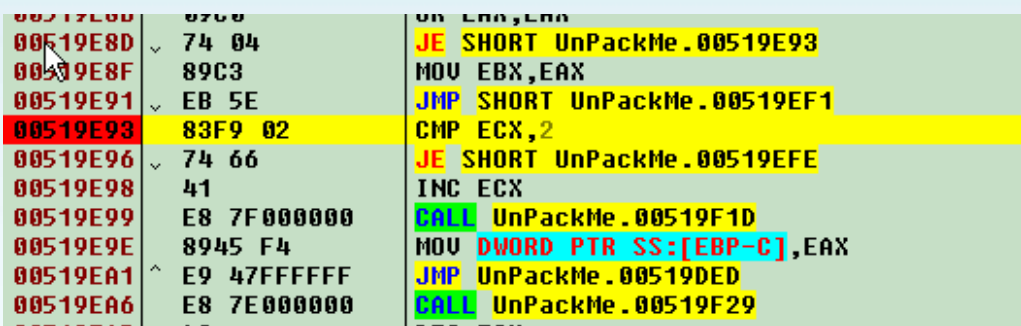 00519E8D ⌄ 74 04 JE SHORT UnPackMe.00519E93
00519E8F 89C3 MOV EBX,EAX
00519E91 ⌄ EB 5E JMP SHORT UnPackMe.00519EF1
00519E93 83F9 02 CMP ECX,2
00519E96 ⌄ 74 66 JE SHORT UnPackMe.00519EFE
00519E98 41 INC ECX
00519E99 E8 7F000000 CALL UnPackMe.00519F1D
00519E9E 8945 F4 MOV DWORD PTR SS:[EBP-C],EAX
00519EA1 ^ E9 47FFFFFF JMP UnPackMe.00519DED
00519EA6 E8 7E000000 CALL UnPackMe.00519F29